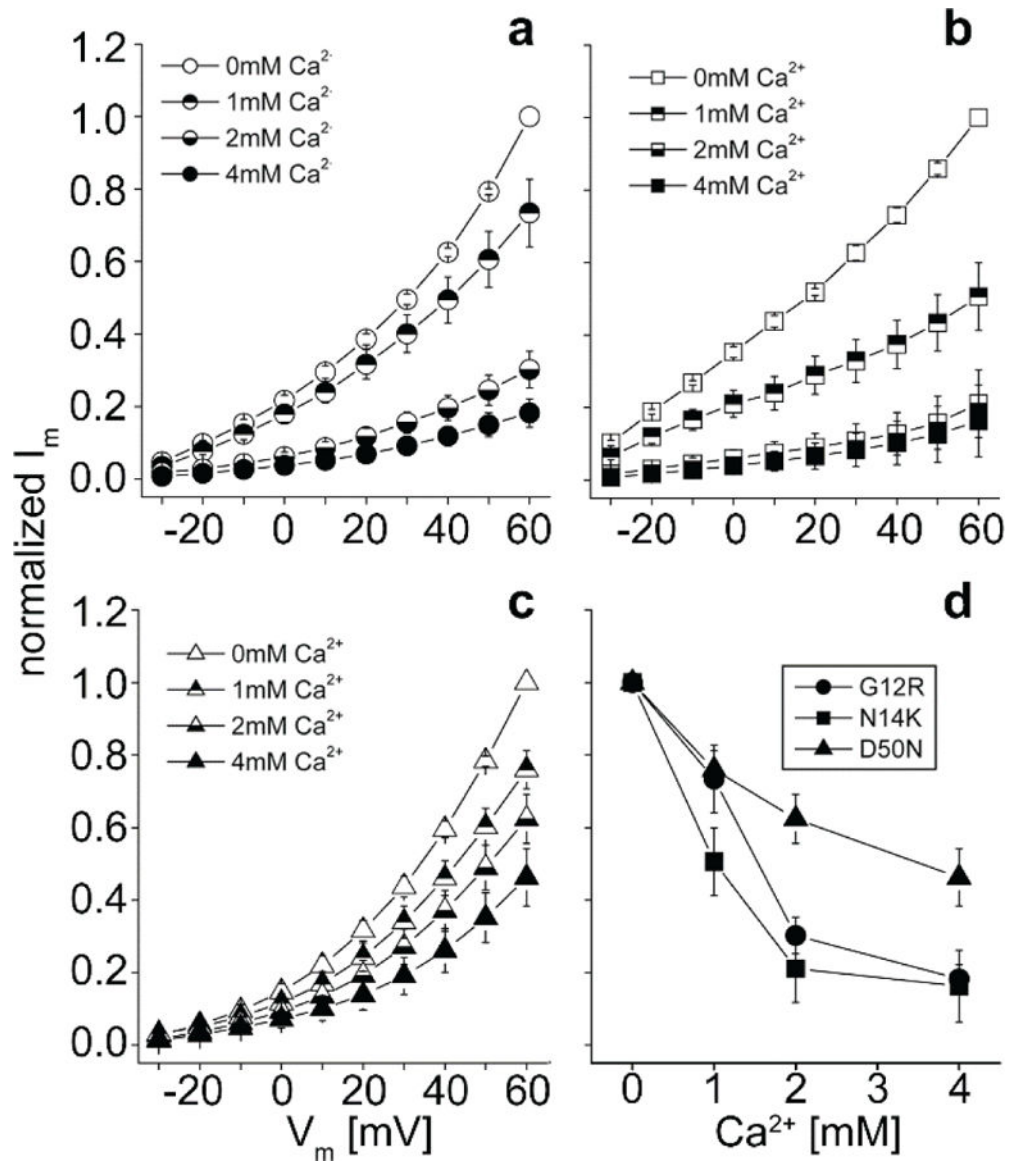 a
1.2
1.0
0.8
0.6
0.4
0.2
0.0
0mM Ca²·
1mM Ca²·
2mM Ca²·
4mM Ca²·
-20 0 20 40 60
b
0mM Ca²⁺
1mM Ca²⁺
2mM Ca²⁺
4mM Ca²⁺
-20 0 20 40 60
normalized Iₘ
c
1.2
1.0
0.8
0.6
0.4
0.2
0.0
0mM Ca²⁺
1mM Ca²⁺
2mM Ca²⁺
4mM Ca²⁺
-20 0 20 40 60
Vₘ [mV]
d
G12R
N14K
D50N
0 1 2 3 4
Ca²⁺ [mM]